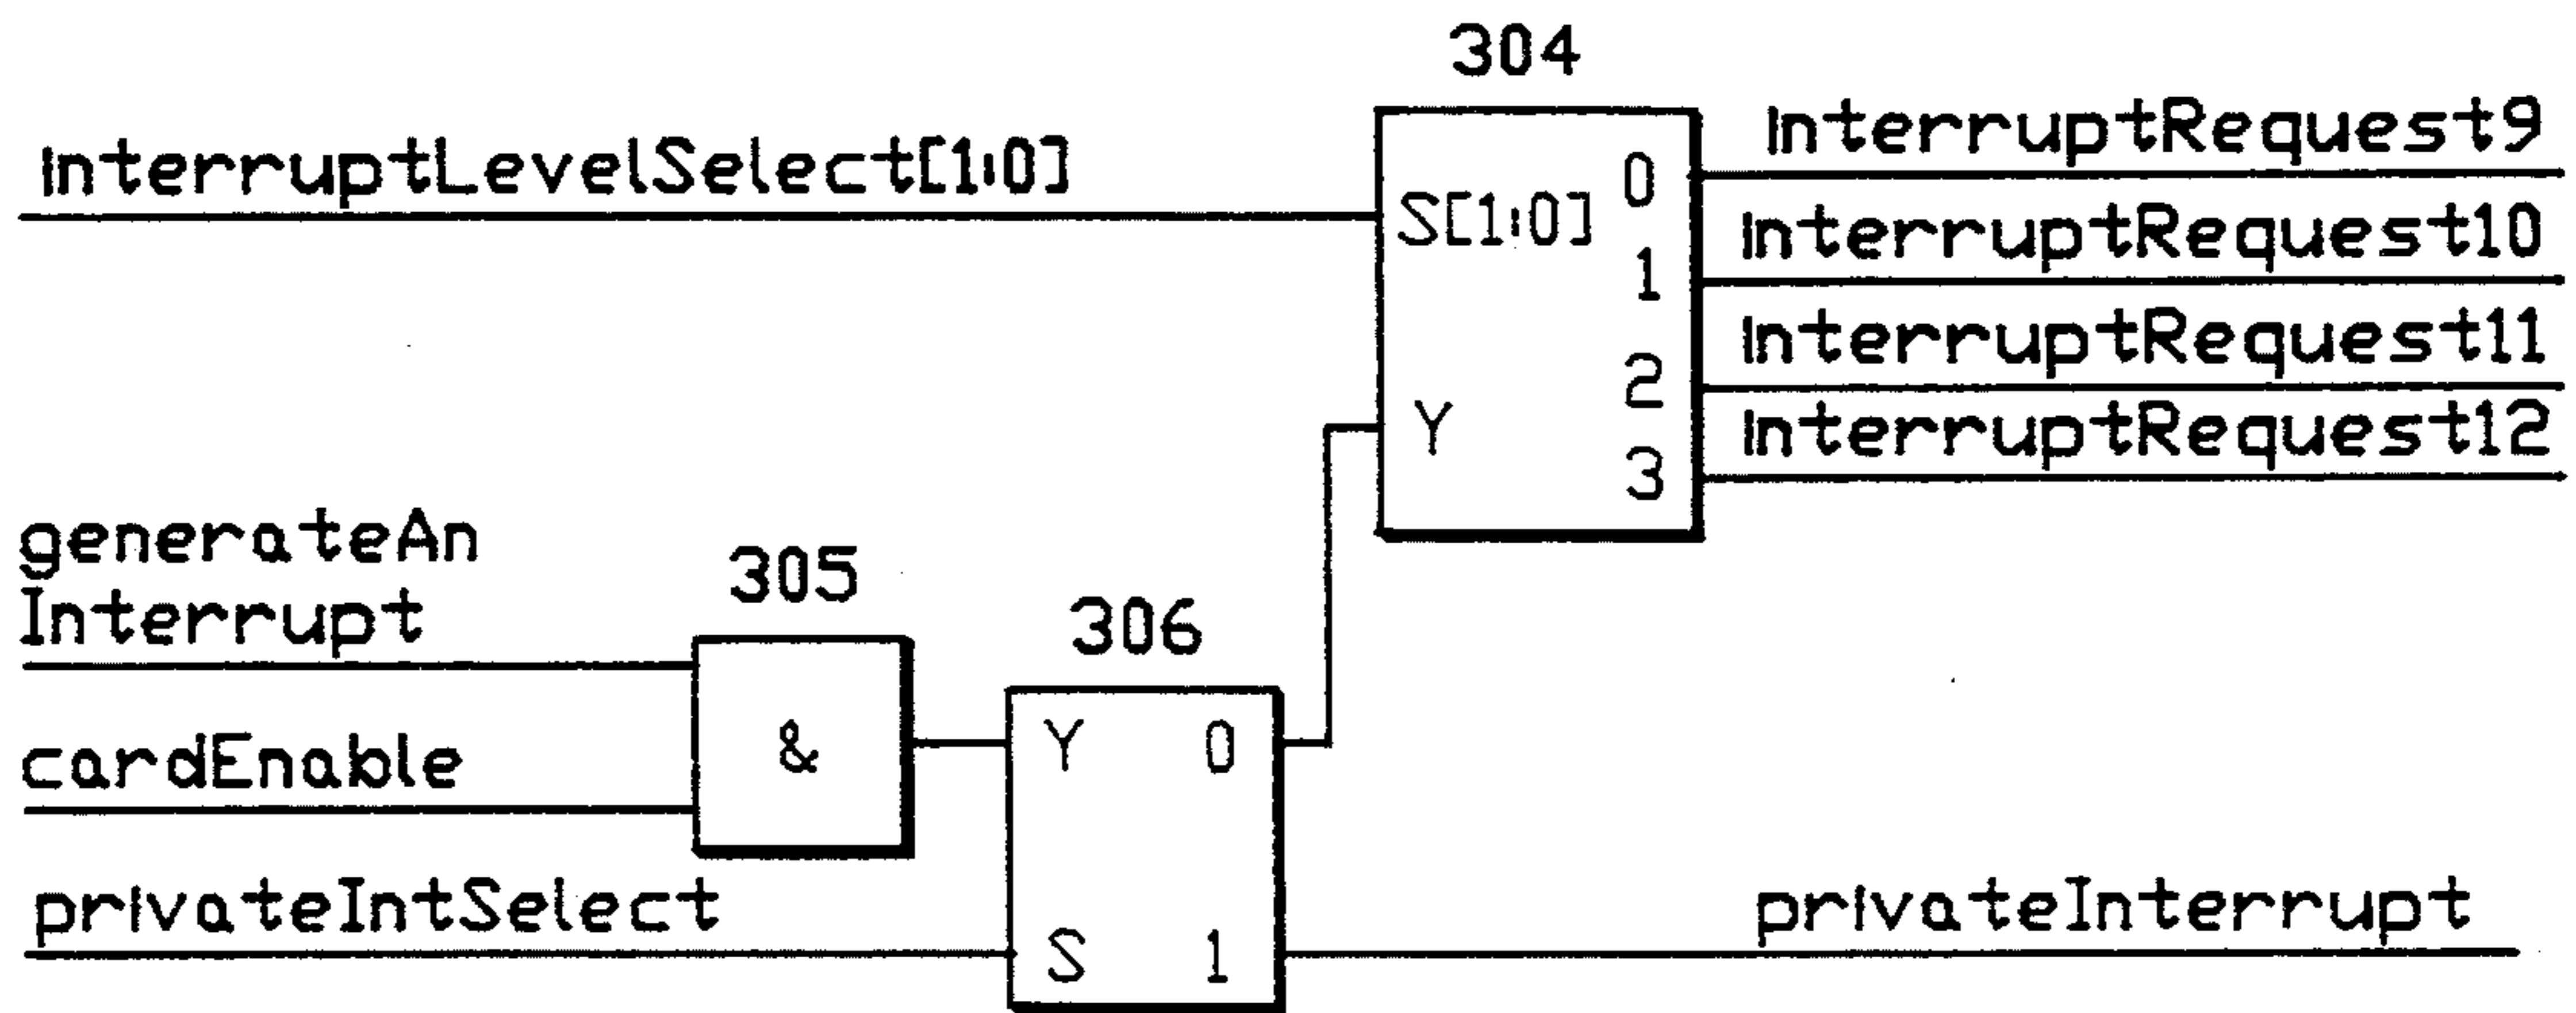 304
interruptLevelSelect[1:0]
S[1:0]
Y
0
1
2
3
interruptRequest9
interruptRequest10
interruptRequest11
interruptRequest12
generateAn
Interrupt
cardEnable
305
&
306
Y
0
S
1
privateIntSelect
privateInterrupt